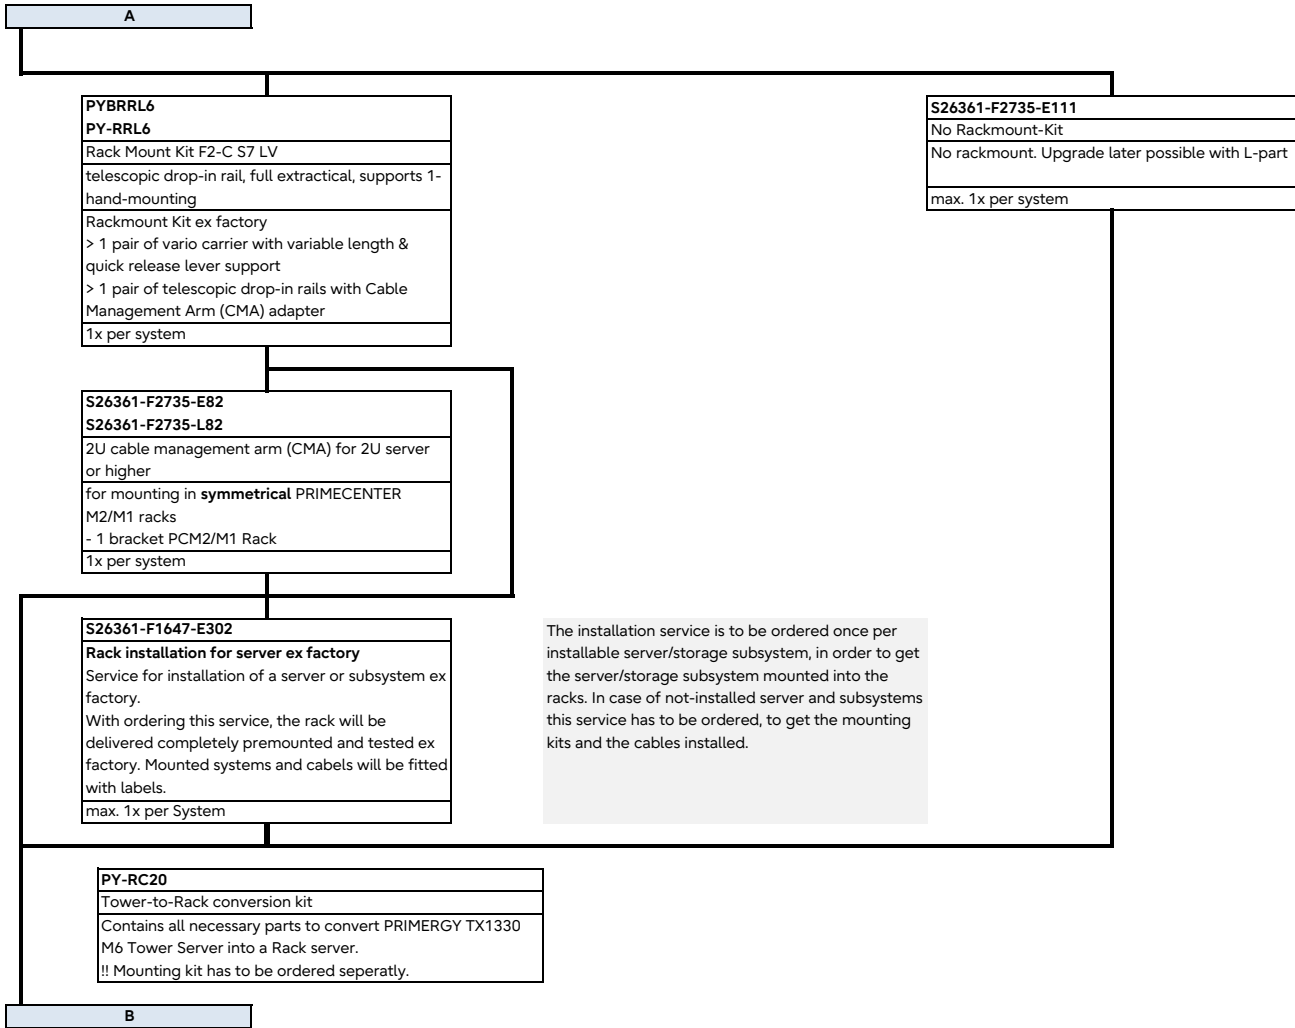 A
PYBRRL6
PY-RRL6
Rack Mount Kit F2-C S7 LV
telescopic drop-in rail, full extractical, supports 1-
hand-mounting
Rackmount Kit ex factory
> 1 pair of vario carrier with variable length &
quick release lever support
> 1 pair of telescopic drop-in rails with Cable
Management Arm (CMA) adapter
1x per system
S26361-F2735-E111
No Rackmount-Kit
No rackmount. Upgrade later possible with L-part
max. 1x per system
S26361-F2735-E82
S26361-F2735-L82
2U cable management arm (CMA) for 2U server
or higher
for mounting in symmetrical PRIMECENTER
M2/M1 racks
- 1 bracket PCM2/M1 Rack
1x per system
S26361-F1647-E302
Rack installation for server ex factory
Service for installation of a server or subsystem ex
factory.
With ordering this service, the rack will be
delivered completely premounted and tested ex
factory. Mounted systems and cabels will be fitted
with labels.
max. 1x per System
The installation service is to be ordered once per
installable server/storage subsystem, in order to get
the server/storage subsystem mounted into the
racks. In case of not-installed server and subsystems
this service has to be ordered, to get the mounting
kits and the cables installed.
PY-RC20
Tower-to-Rack conversion kit
Contains all necessary parts to convert PRIMERGY TX1330
M6 Tower Server into a Rack server.
!! Mounting kit has to be ordered seperatly.
B